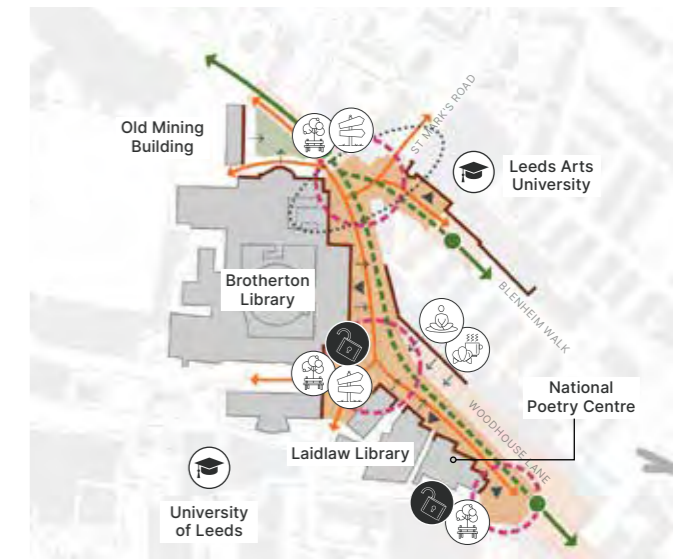 ST MARK'S ROAD
Old Mining
Building
Leeds Arts
University
Brotherton
Library
BLENHEIM WALK
National
Poetry Centre
WOODHOUSE LANE
Laidlaw Library
University
of Leeds